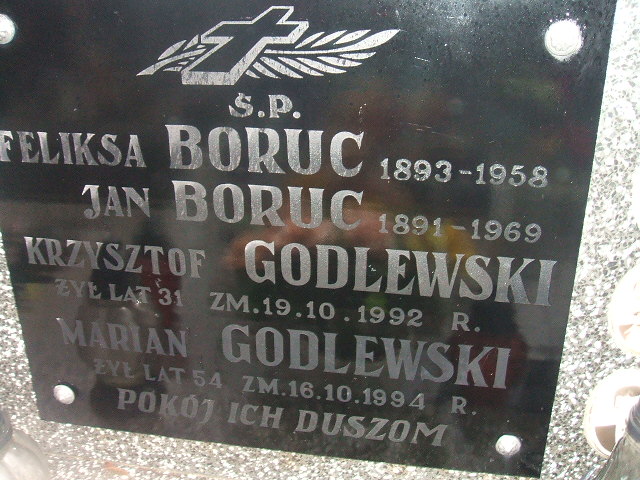 Ś.P.
FELIKSA BORUC 1893-1958
JAN BORUC 1891-1969
KRZYSZTOF GODLEWSKI
ŻYŁ LAT 31 ZM.19.10.1992 R.
MARIAN GODLEWSKI
ŻYŁ LAT 54 ZM.16.10.1994 R.
POKÓJ ICH DUSZOM